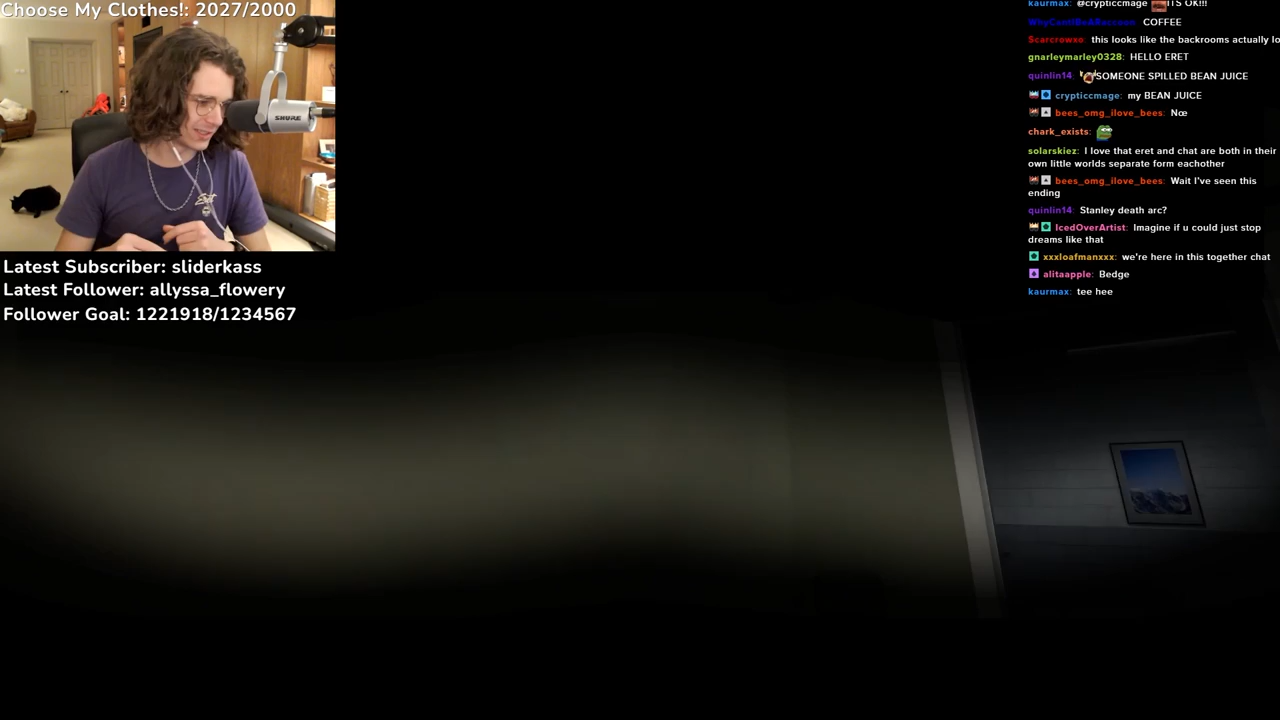 Choose My Clothes!: 2027/2000
SHURE
Latest Subscriber: sliderkass
Latest Follower: allyssa_flowery
Follower Goal: 1221918/1234567
kaurmax: @crypticcmage ITS OK!!!
WhyCantIBeARaccoon: COFFEE
Scarcrowxo: this looks like the backrooms actually lo
gnarleymarley0328: HELLO ERET
quinlin14: SOMEONE SPILLED BEAN JUICE
crypticcmage: my BEAN JUICE
bees_omg_ilove_bees: Nœ
chark_exists:
solarskiez: I love that eret and chat are both in their
own little worlds separate form eachother
bees_omg_ilove_bees: Wait I've seen this
ending
quinlin14: Stanley death arc?
IcedOverArtist: Imagine if u could just stop
dreams like that
xxxloafmanxxx: we're here in this together chat
alitaapple: Bedge
kaurmax: tee hee